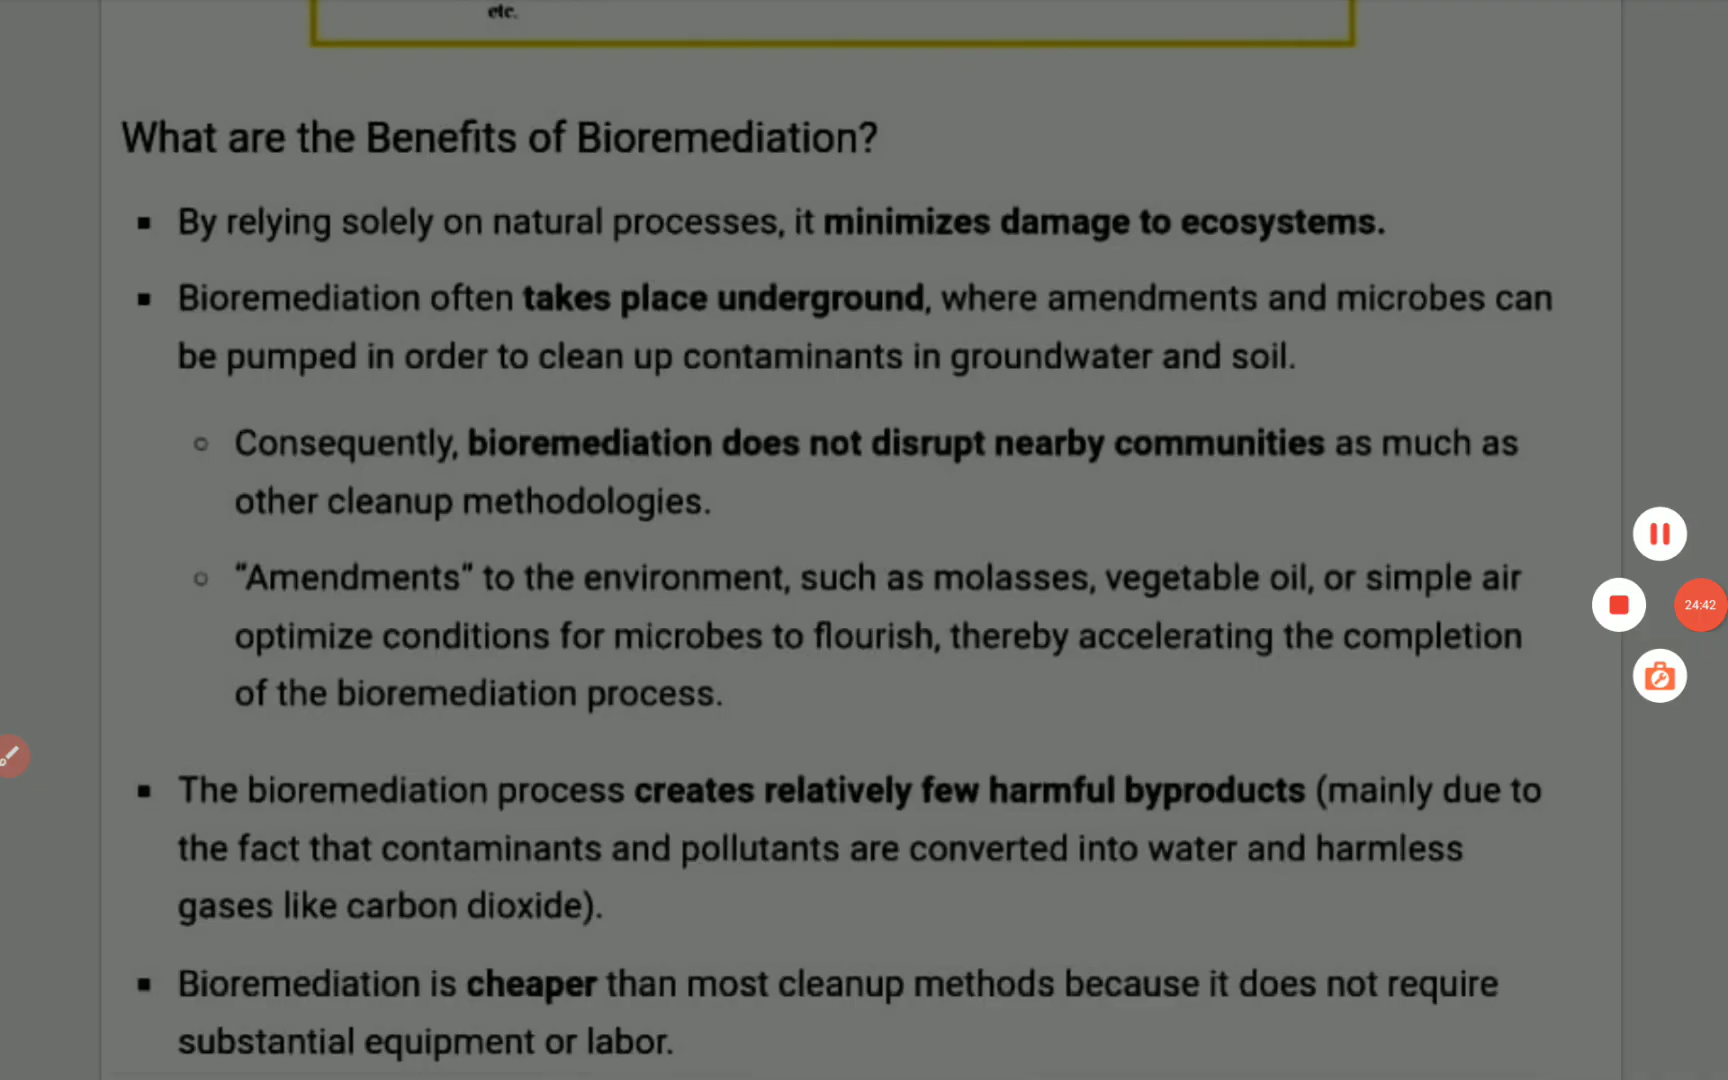 etc.
What are the Benefits of Bioremediation?
▪ By relying solely on natural processes, it minimizes damage to ecosystems.
▪ Bioremediation often takes place underground, where amendments and microbes can
be pumped in order to clean up contaminants in groundwater and soil.
○ Consequently, bioremediation does not disrupt nearby communities as much as
other cleanup methodologies.
○ “Amendments” to the environment, such as molasses, vegetable oil, or simple air
optimize conditions for microbes to flourish, thereby accelerating the completion
of the bioremediation process.
24:42
▪ The bioremediation process creates relatively few harmful byproducts (mainly due to
the fact that contaminants and pollutants are converted into water and harmless
gases like carbon dioxide).
▪ Bioremediation is cheaper than most cleanup methods because it does not require
substantial equipment or labor.